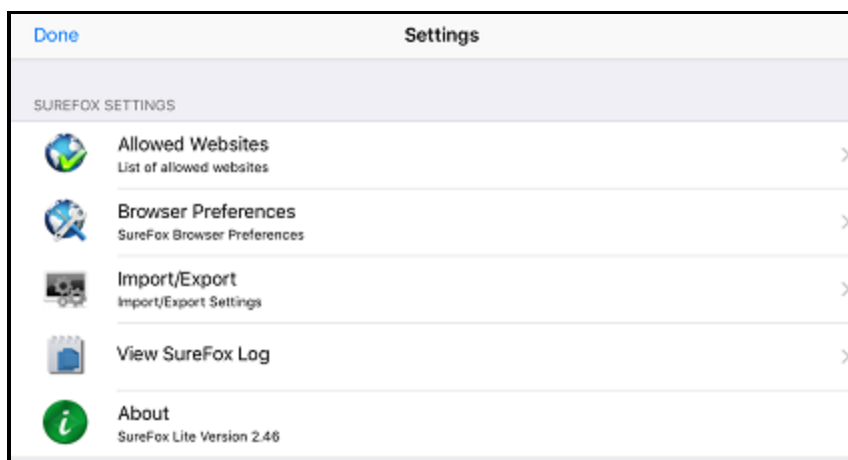 Done
Settings
SUREFOX SETTINGS
Allowed Websites
List of allowed websites
Browser Preferences
SureFox Browser Preferences
Import/Export
Import/Export Settings
View SureFox Log
About
SureFox Lite Version 2.46